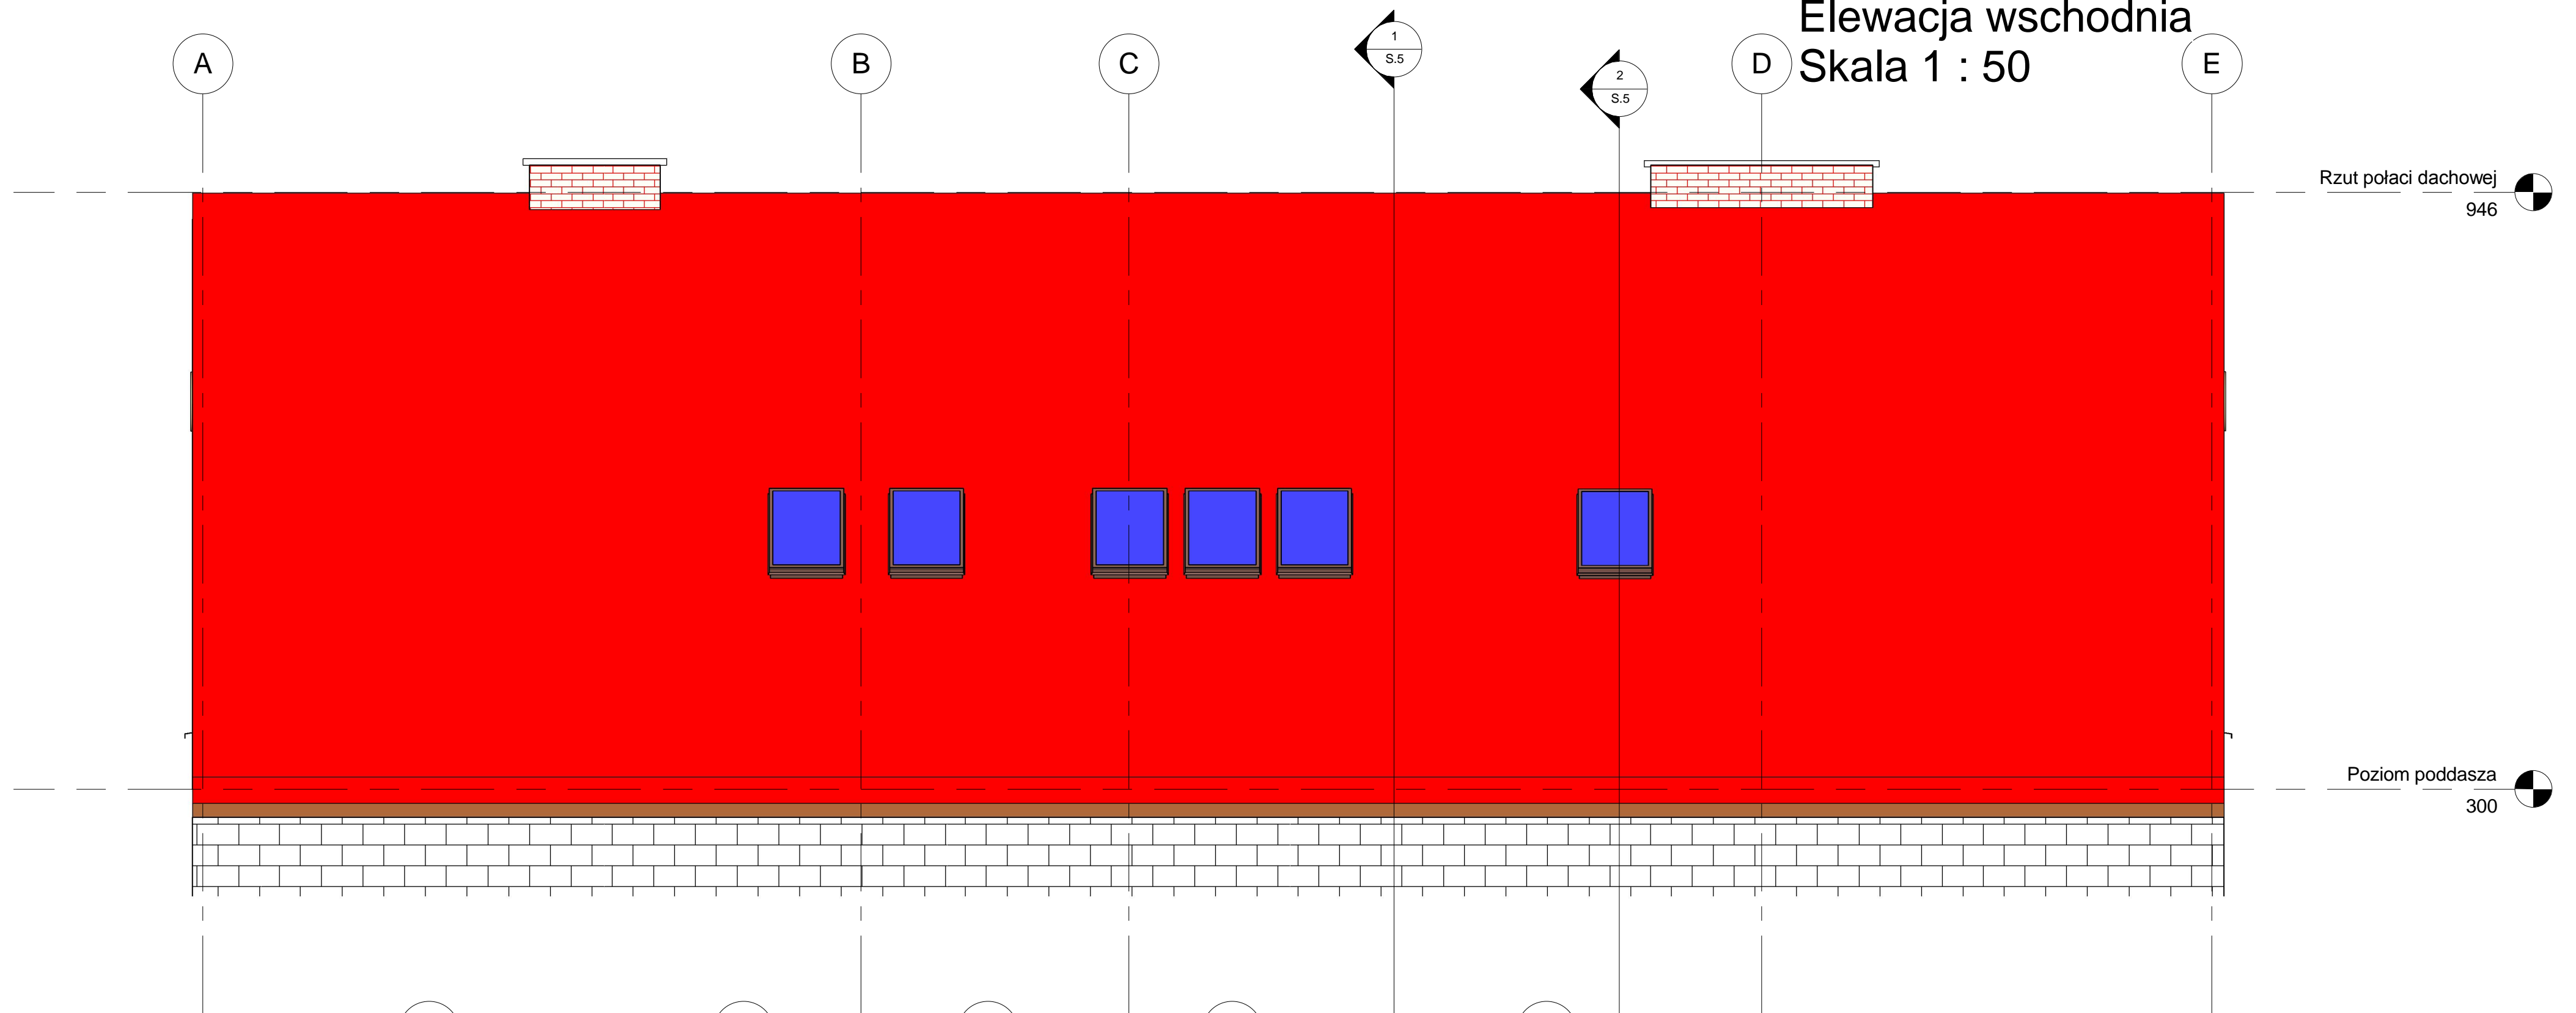 Elewacja wschodnia
Skala 1 : 50
A
B
C
1
S.5
2
S.5
D
E
Rzut połaci dachowej
946
Poziom poddasza
300